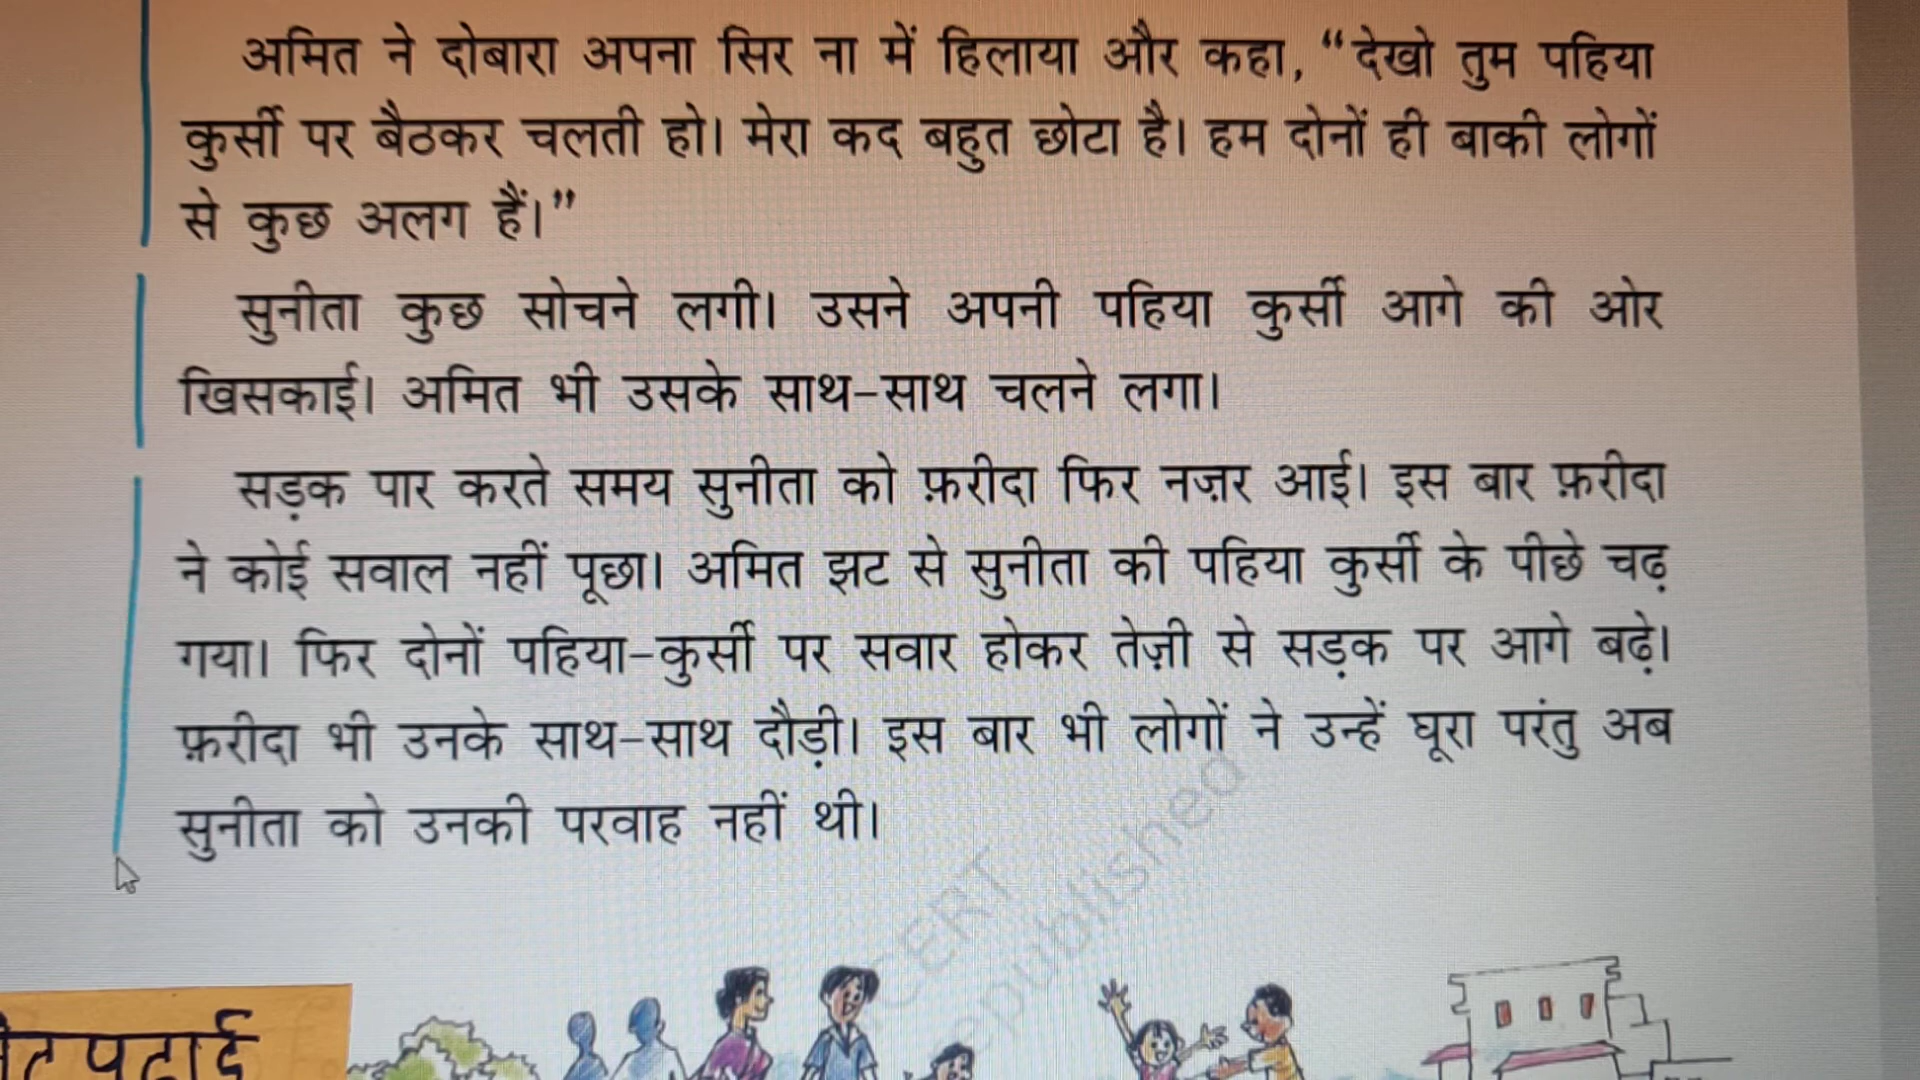 अमित ने दोबारा अपना सिर ना में हिलाया और कहा, “देखो तुम पहिया
कुर्सी पर बैठकर चलती हो। मेरा कद बहुत छोटा है। हम दोनों ही बाकी लोगों
से कुछ अलग हैं।”
सुनीता कुछ सोचने लगी। उसने अपनी पहिया कुर्सी आगे की ओर
खिसकाई। अमित भी उसके साथ-साथ चलने लगा।
सड़क पार करते समय सुनीता को फ़रीदा फिर नज़र आई। इस बार फ़रीदा
ने कोई सवाल नहीं पूछा। अमित झट से सुनीता की पहिया कुर्सी के पीछे चढ़
गया। फिर दोनों पहिया-कुर्सी पर सवार होकर तेज़ी से सड़क पर आगे बढ़े।
फ़रीदा भी उनके साथ-साथ दौड़ी। इस बार भी लोगों ने उन्हें घूरा परंतु अब
सुनीता को उनकी परवाह नहीं थी।
republished